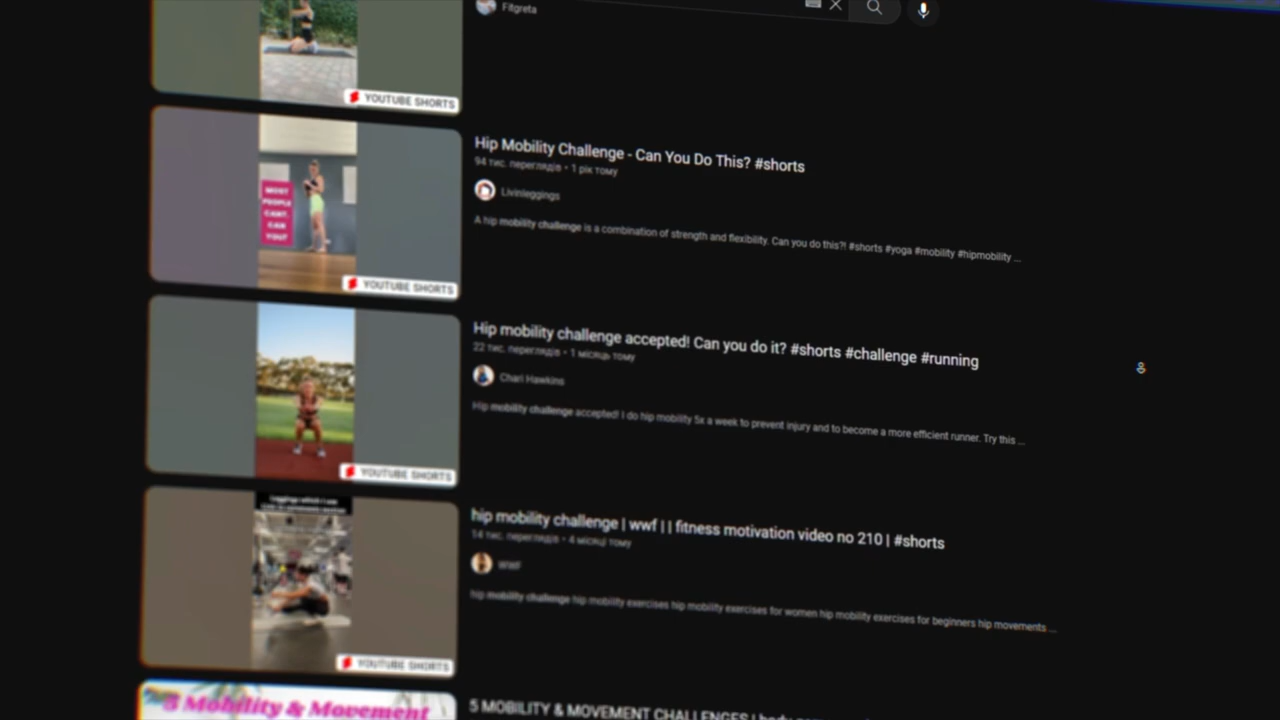 Fitgreta
YOUTUBE SHORTS
Hip Mobility Challenge - Can You Do This? #shorts
94 тис. переглядів • 1 рік тому
Livinleggings
A hip mobility challenge is a combination of strength and flexibility. Can you do this?! #shorts #yoga #mobility #hipmobility ...
MOST
PEOPLE
CANT.
CAN
YOU?
YOUTUBE SHORTS
Hip mobility challenge accepted! Can you do it? #shorts #challenge #running
22 тис. переглядів • 1 місяць тому
Chari Hawkins
Hip mobility challenge accepted! I do hip mobility 5x a week to prevent injury and to become a more efficient runner. Try this ...
YOUTUBE SHORTS
hip mobility challenge | wwf | | fitness motivation video no 210 | #shorts
14 тис. переглядів • 4 місяці тому
WWF
hip mobility challenge hip mobility exercises hip mobility exercises for women hip mobility exercises for beginners hip movements ...
YOUTUBE SHORTS
5 Mobility & Movement
5 MOBILITY & MOVEMENT CHALLENGES |